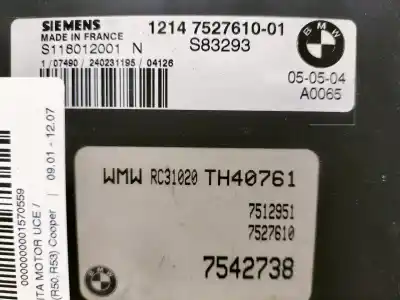 SIEMENS
1214 7527610-01
MADE IN FRANCE
S118012001 N
S83293
1/07490/240231195/04126
BMW
05-05-04
A0065
WMW RC31020 TH40761
7512951
7527610
7542738
ITA MOTOR UCE /
(R50,R53) Cooper | 09.01 - 12.07
0000000001570559